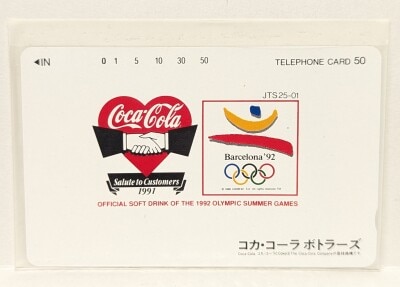 ◀IN 0 1 5 10 30 50 TELEPHONE CARD 50
JTS25-01
Coca-Cola
Salute to Customers
1991
Barcelona'92
OFFICIAL SOFT DRINK OF THE 1992 OLYMPIC SUMMER GAMES
コカ・コーラ ボトラーズ